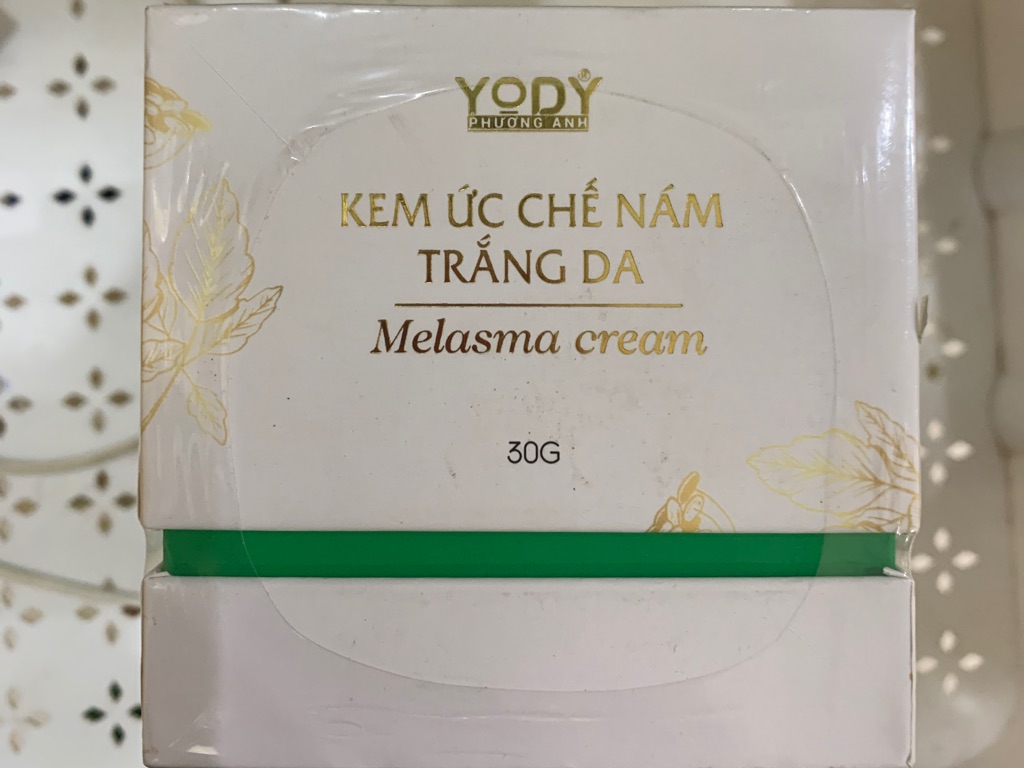 YODY®
PHƯƠNG ANH
KEM ỨC CHẾ NÁM
TRẮNG DA
Melasma cream
30G